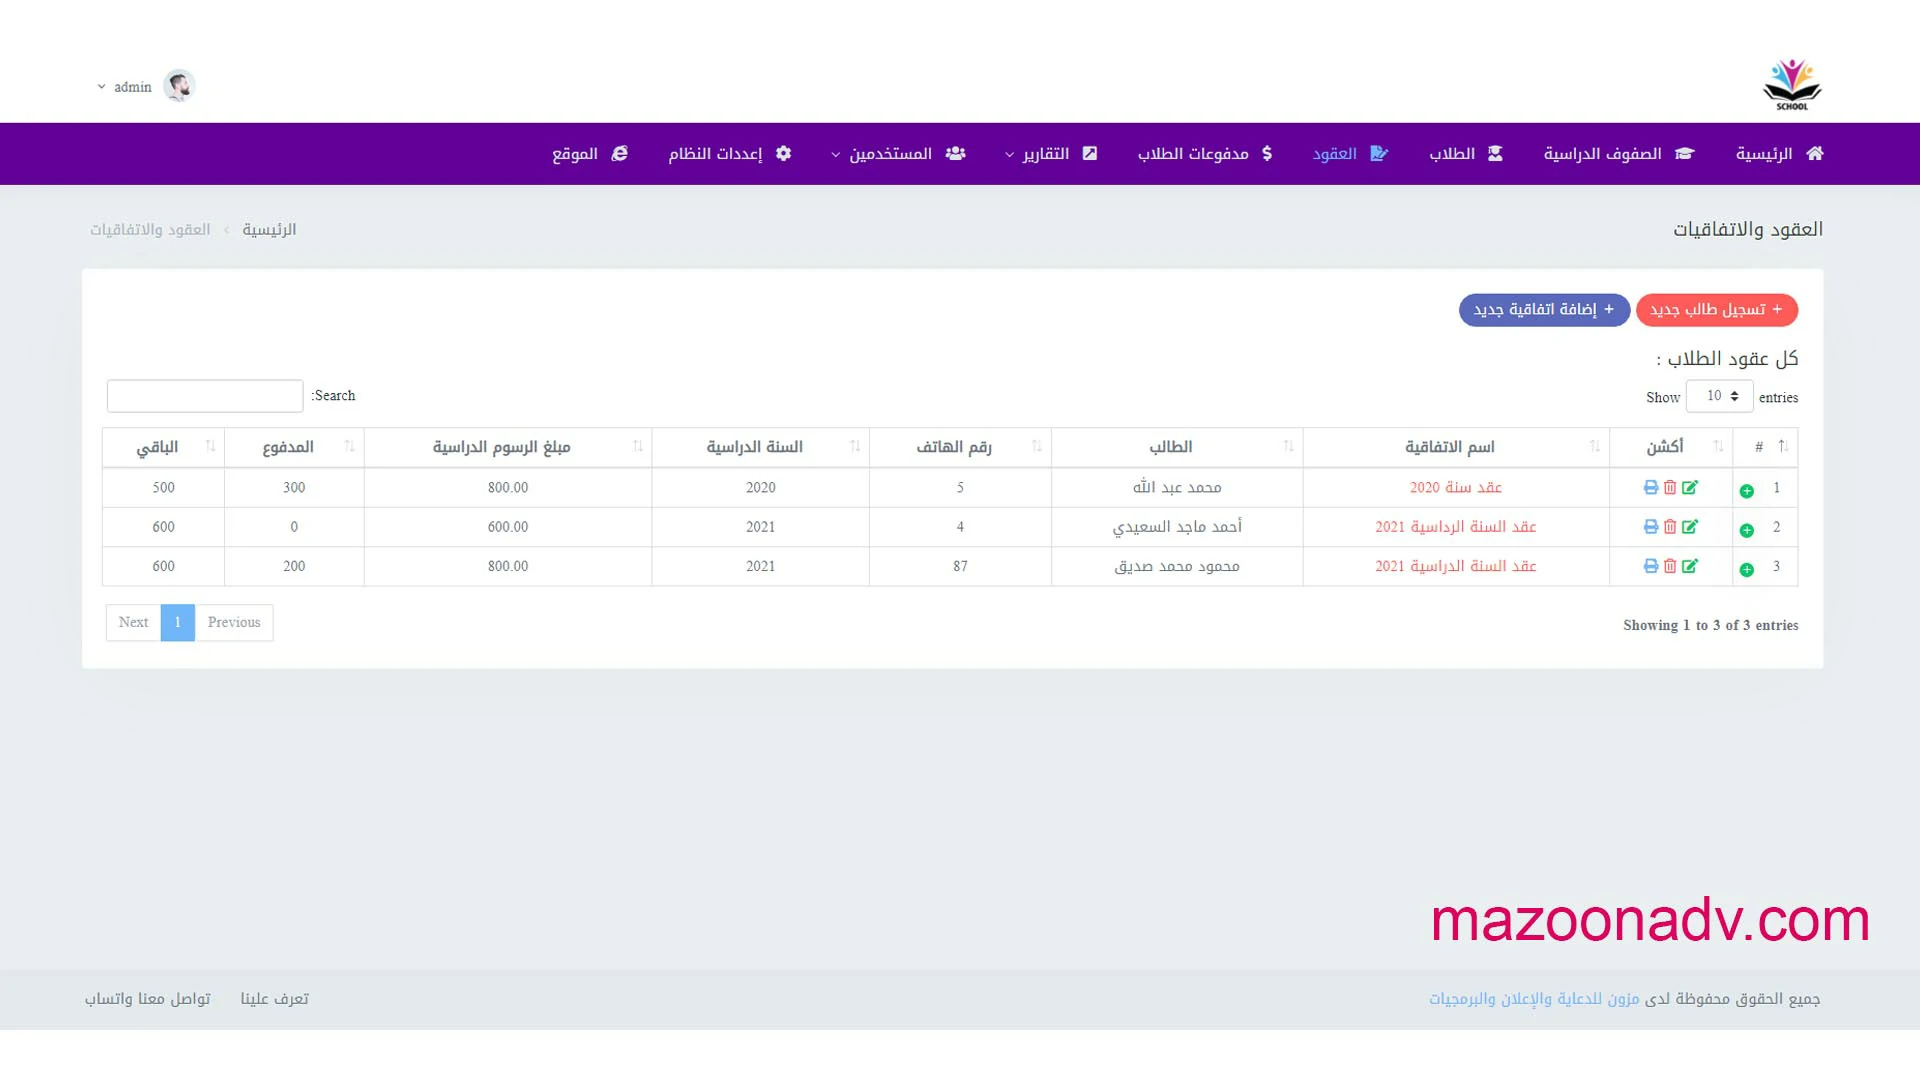 SCHOOL
admin
الرئيسية الصفوف الدراسية الطلاب العقود مدفوعات الطلاب التقارير المستخدمين إعددات النظام الموقع
العقود والاتفاقيات
الرئيسية › العقود والاتفاقيات
+ تسجيل طالب جديد + إضافة اتفاقية جديد
كل عقود الطلاب :
Show 10 entries
Search:
# أكشن اسم الاتفاقية الطالب رقم الهاتف السنة الدراسية مبلغ الرسوم الدراسية المدفوع الباقي
1 عقد سنة 2020 محمد عبد الله 5 2020 800.00 300 500
2 عقد السنة الرداسية 2021 أحمد ماجد السعيدي 4 2021 600.00 0 600
3 عقد السنة الدراسية 2021 محمود محمد صديق 87 2021 800.00 200 600
Showing 1 to 3 of 3 entries
Previous 1 Next
mazoonadv.com
جميع الحقوق محفوظة لدى مزون للدعاية والإعلان والبرمجيات
تعرف علينا تواصل معنا واتساب